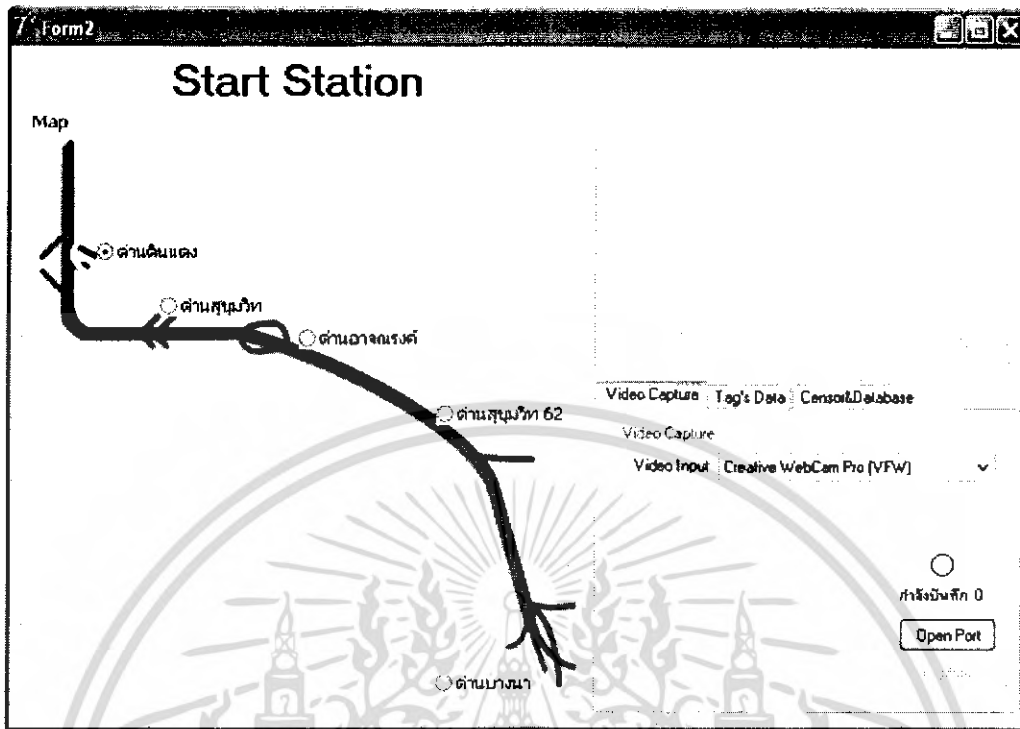 Form2
Start Station
Map
ด่านดินแดง
ด่านสุขุมวิท
ด่านอาจณรงค์
ด่านสุขุมวิท 62
ด่านบางนา
Video Capture Tag's Data Censor&Database
Video Capture
Video Input Creative WebCam Pro (VFW)
กำลังบันทึก 0
Open Port